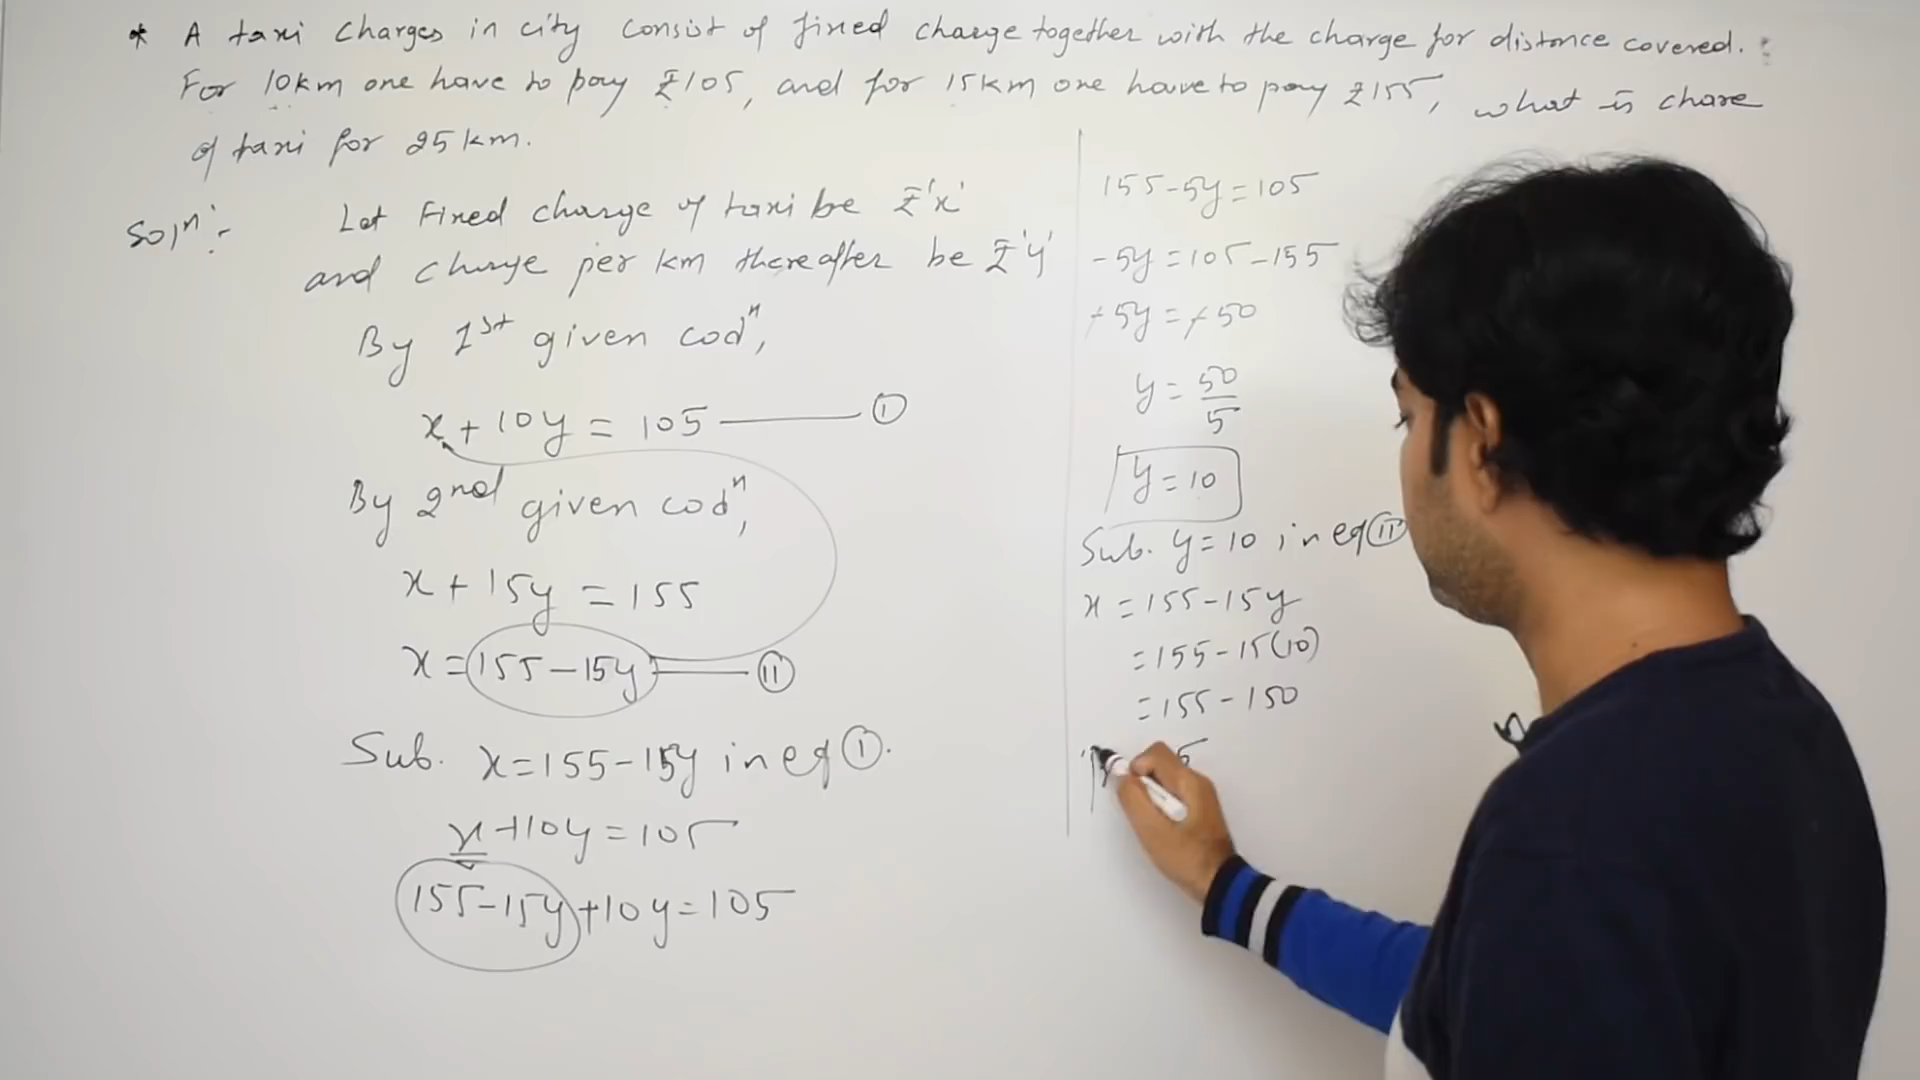 * A taxi charges in city consist of fixed charge together with the charge for distance covered.
For 10km one have to pay ₹105, and for 15km one have to pay ₹155, what is chare
of taxi for 25km.
Solⁿ:- Let Fixed charge of taxi be ₹'x'
and charge per km thereafter be ₹'y'
By 1st given codⁿ,
x + 10y = 105 —— ①
By 2nd given codⁿ,
x + 15y = 155
x = 155 - 15y —— ⑪
Sub. x = 155 - 15y in eq ①.
x + 10y = 105
155 - 15y + 10y = 105
155 - 5y = 105
- 5y = 105 - 155
-5y = -50
y = 50/5
y = 10
Sub. y = 10 in eq ⑪
x = 155 - 15y
= 155 - 15(10)
= 155 - 150
5